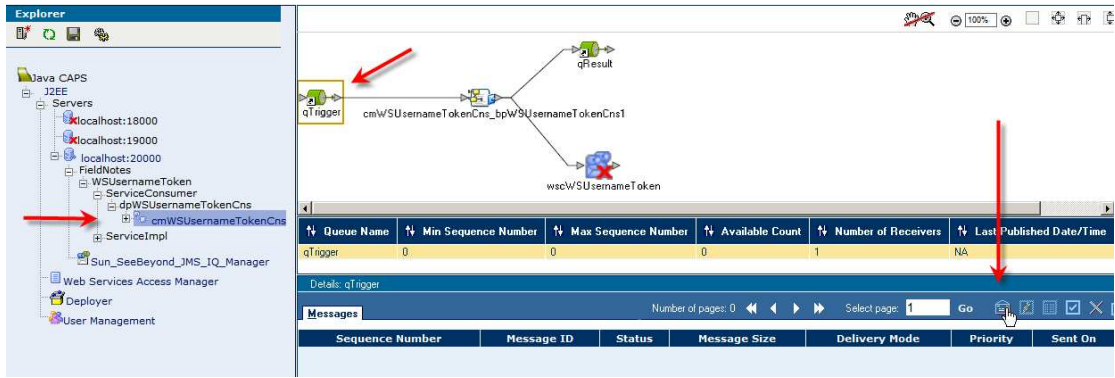 Explorer
100%
Java CAPS
J2EE
Servers
localhost:18000
localhost:19000
localhost:20000
FieldNotes
WSUsernameToken
ServiceConsumer
dpWSUsernameTokenCns
cmWSUsernameTokenCns
ServiceImpl
Sun_SeeBeyond_JMS_IQ_Manager
Web Services Access Manager
Deployer
User Management
qResult
qTrigger
cmWSUsernameTokenCns_bpWSUsernameTokenCns1
wscWSUsernameToken
Queue Name Min Sequence Number Max Sequence Number Available Count Number of Receivers Last Published Date/Time
qTrigger 0 0 0 1 NA
Details: qTrigger
Messages Number of pages: 0 Select page: 1 Go
Sequence Number Message ID Status Message Size Delivery Mode Priority Sent On